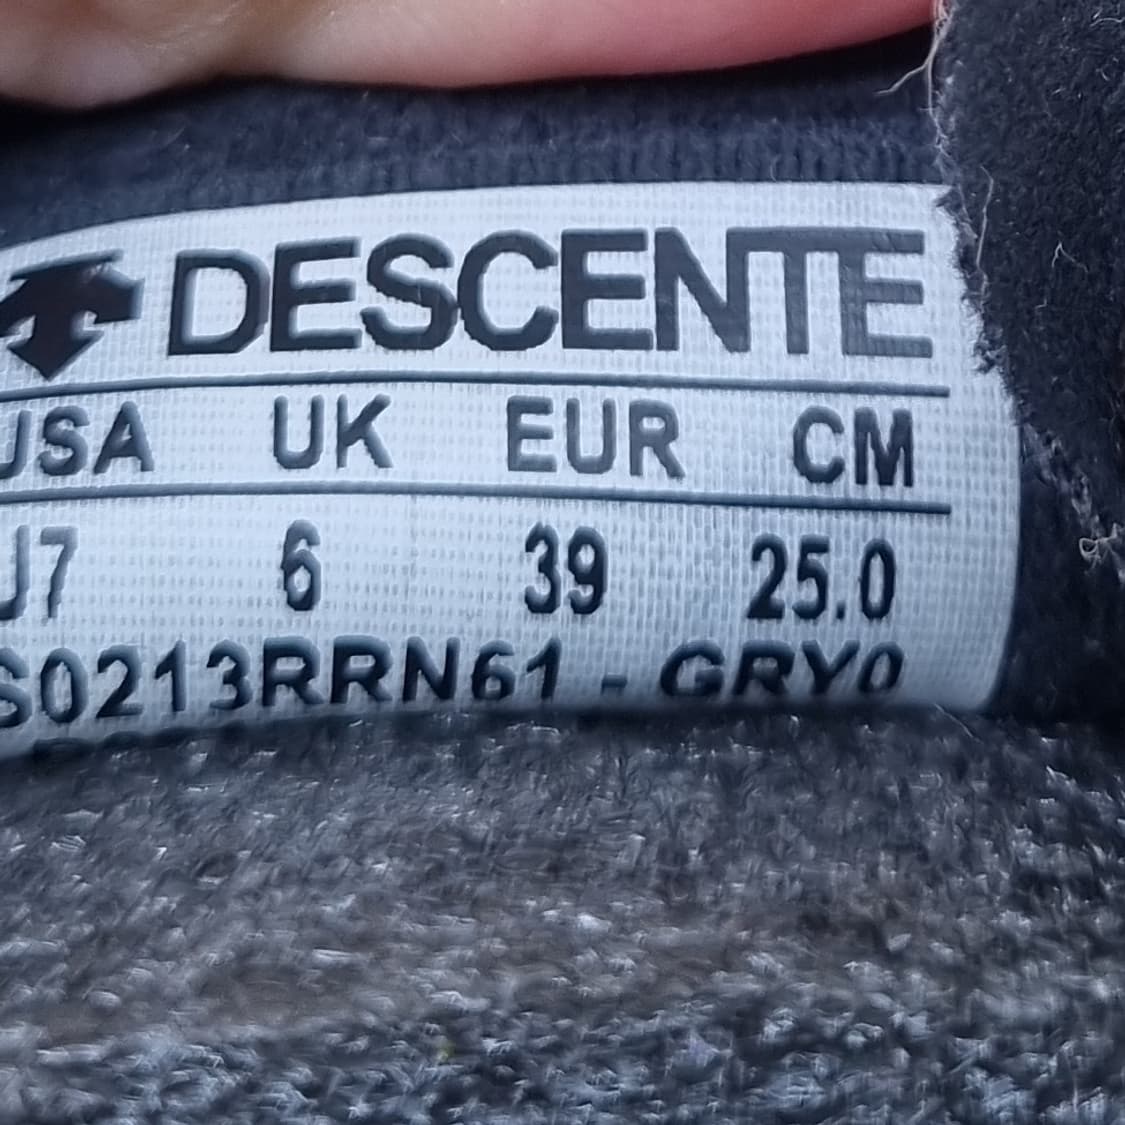 DESCENTE
USA UK EUR CM
U7 6 39 25.0
S0213RRN61 - GRY0